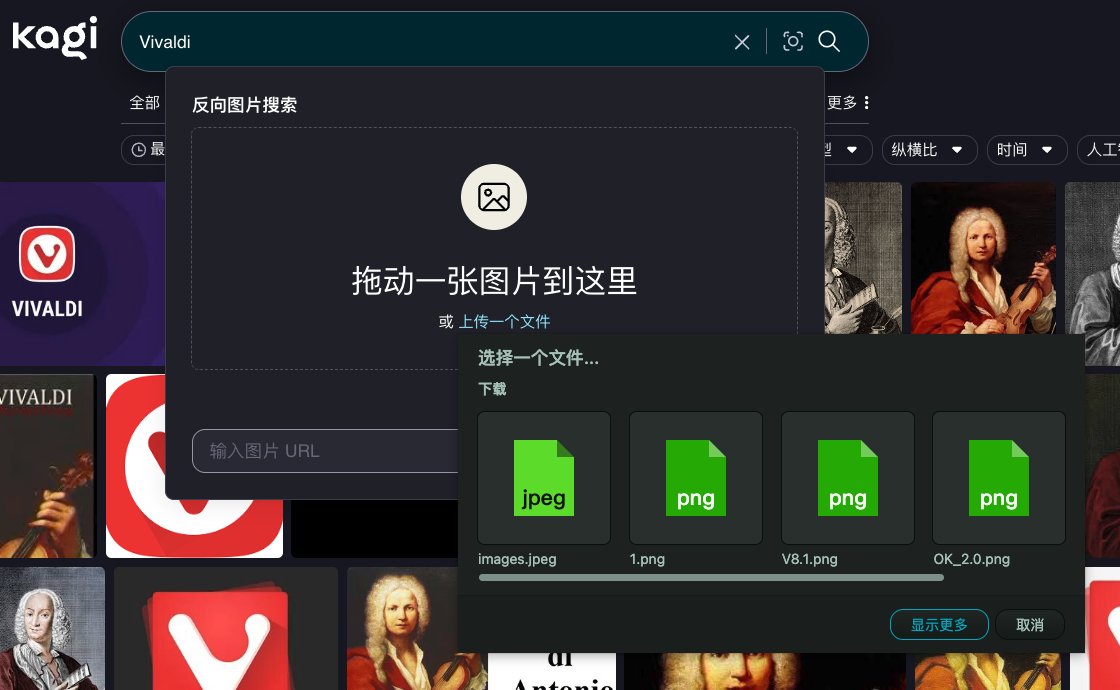 kagi
Vivaldi
全部
反向图片搜索
更多
最
型
纵横比
时间
人工
拖动一张图片到这里
或 上传一个文件
VIVALDI
选择一个文件...
下载
VIVALDI
输入图片 URL
jpeg
png
png
png
images.jpeg
1.png
V8.1.png
OK_2.0.png
显示更多
取消
di
Antonio